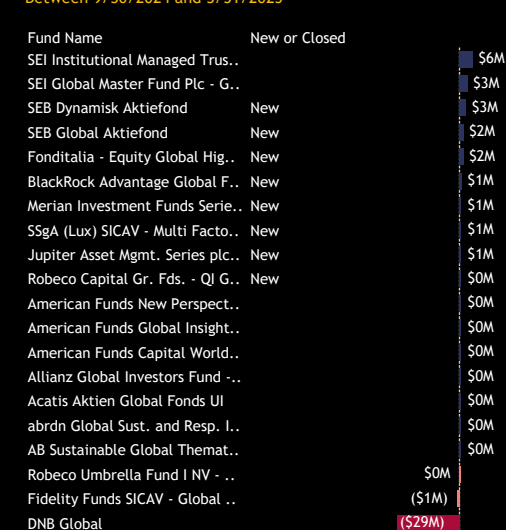 Between 9/30/2024 and 3/31/2025
Fund Name New or Closed
SEI Institutional Managed Trus.. $6M
SEI Global Master Fund Plc - G.. $3M
SEB Dynamisk Aktiefond New $3M
SEB Global Aktiefond New $2M
Fonditalia - Equity Global Hig.. New $2M
BlackRock Advantage Global F.. New $1M
Merian Investment Funds Serie.. New $1M
SSgA (Lux) SICAV - Multi Facto.. New $1M
Jupiter Asset Mgmt. Series plc.. New $1M
Robeco Capital Gr. Fds. - QI G.. New $0M
American Funds New Perspect.. $0M
American Funds Global Insight.. $0M
American Funds Capital World.. $0M
Allianz Global Investors Fund -.. $0M
Acatis Aktien Global Fonds UI $0M
abrdn Global Sust. and Resp. I.. $0M
AB Sustainable Global Themat.. $0M
Robeco Umbrella Fund I NV - .. $0M
Fidelity Funds SICAV - Global .. ($1M)
DNB Global ($29M)